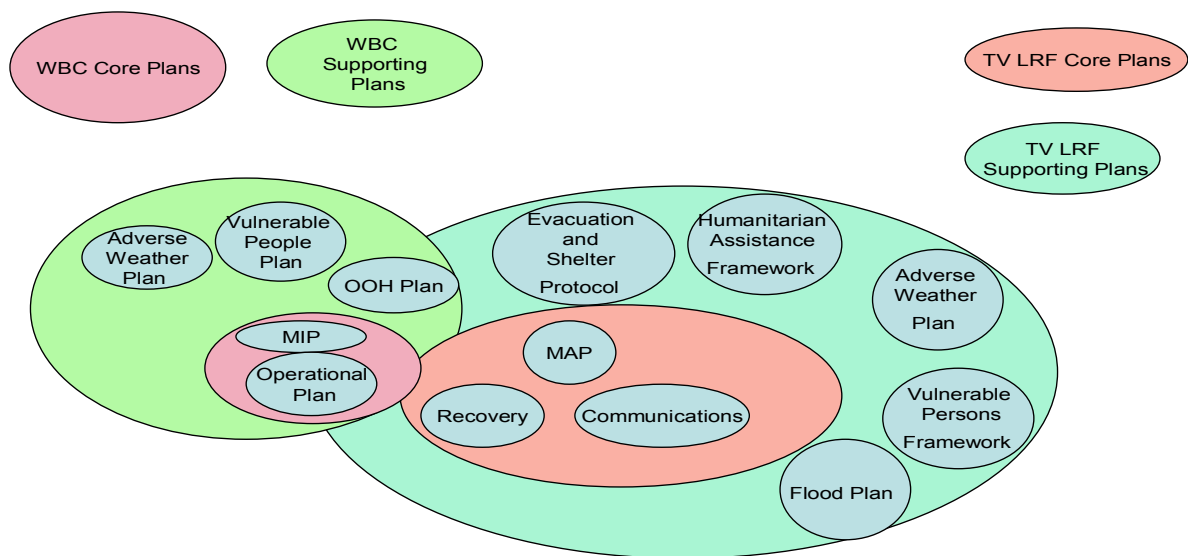 WBC Core Plans
WBC
Supporting
Plans
TV LRF Core Plans
TV LRF
Supporting Plans
Adverse
Weather
Plan
Vulnerable
People
Plan
OOH Plan
MIP
Operational
Plan
Evacuation
and
Shelter
Protocol
Humanitarian
Assistance
Framework
Adverse
Weather
Plan
MAP
Recovery
Communications
Vulnerable
Persons
Framework
Flood Plan